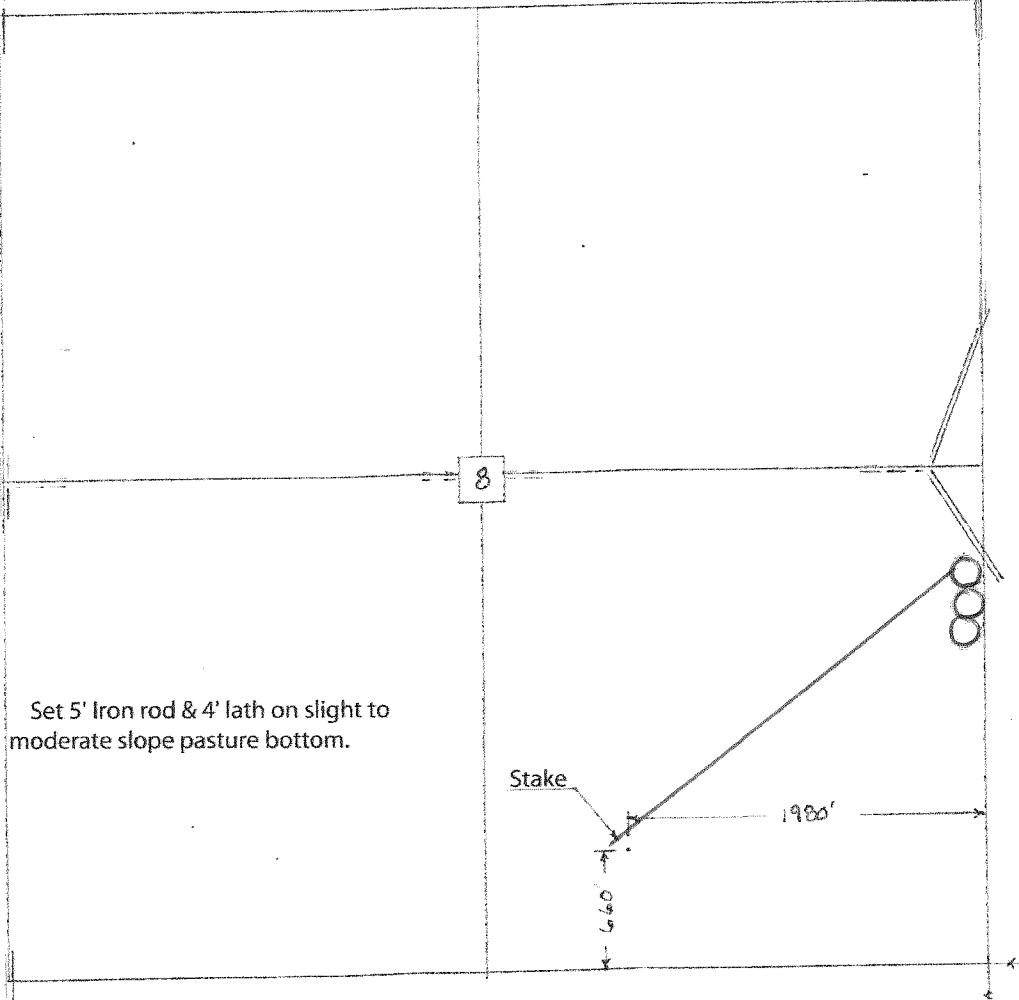 8
Set 5' Iron rod & 4' lath on slight to
moderate slope pasture bottom.
Stake
1980'
660'